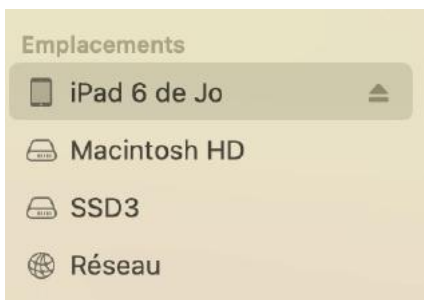 Emplacements
iPad 6 de Jo
Macintosh HD
SSD3
Réseau